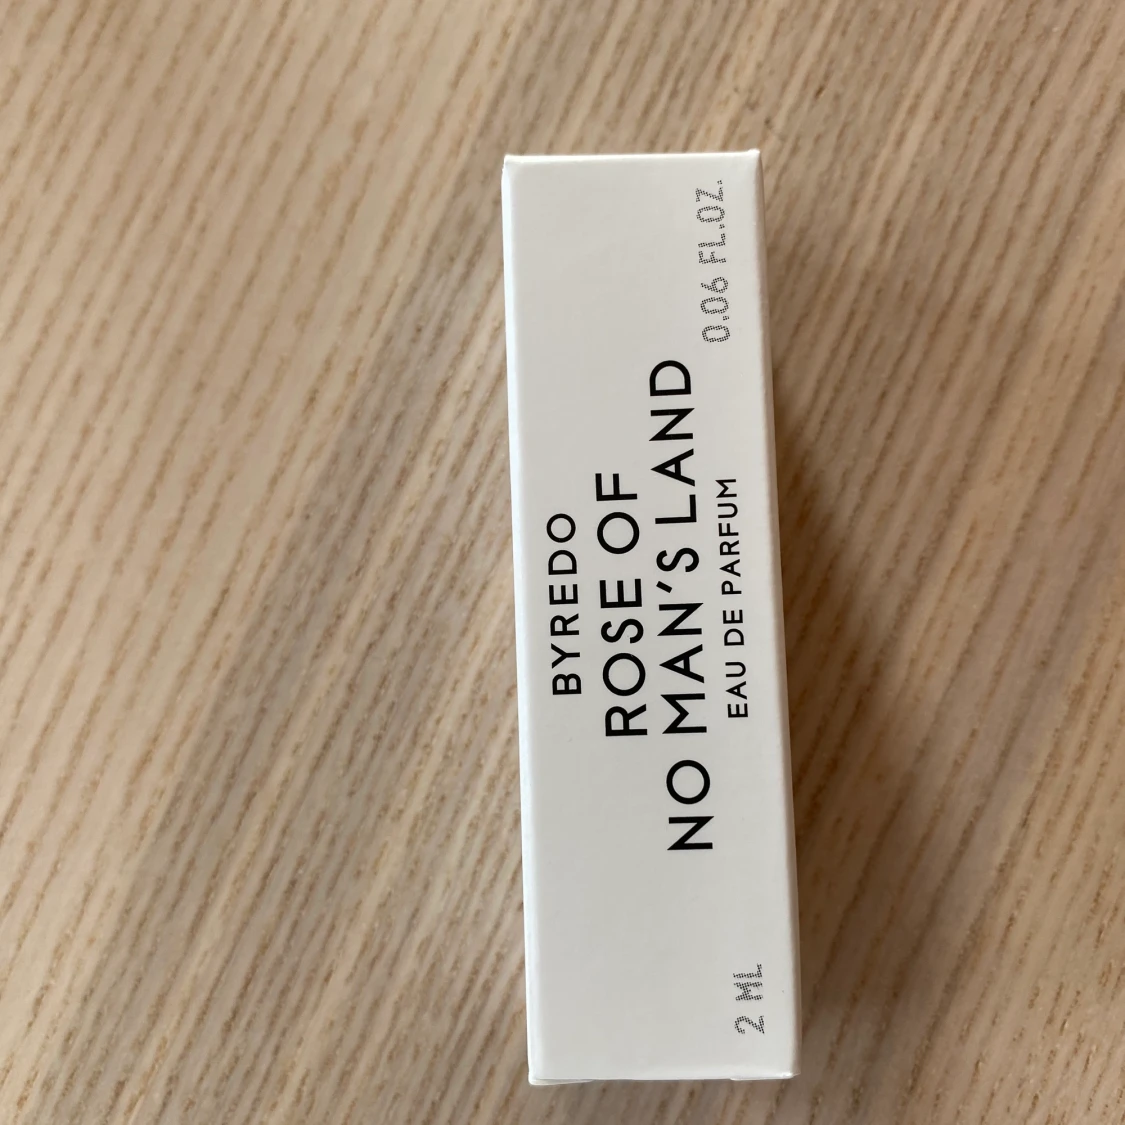 BYREDO
ROSE OF
NO MAN'S LAND
EAU DE PARFUM
2 ML
0.06 FL.OZ.